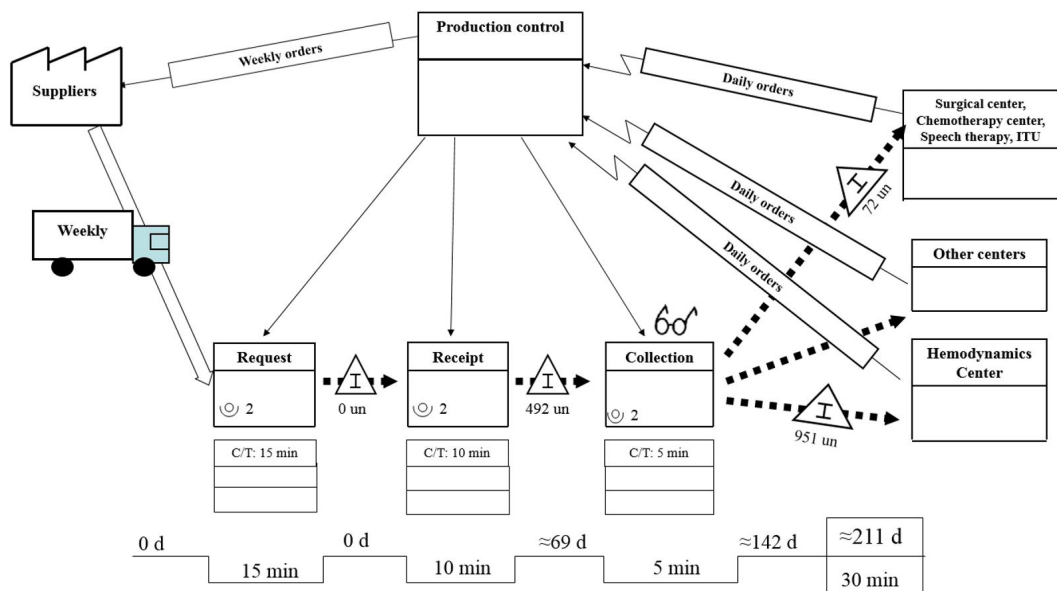 Production control
Weekly orders
Suppliers
Daily orders
Surgical center,
Chemotherapy center,
Speech therapy, ITU
I
72 un
Weekly
Daily orders
Other centers
Daily orders
Request
2
I
0 un
Receipt
2
I
492 un
Collection
2
Hemodynamics
Center
I
951 un
C/T: 15 min
C/T: 10 min
C/T: 5 min
0 d
15 min
0 d
10 min
≈69 d
5 min
≈142 d
≈211 d
30 min